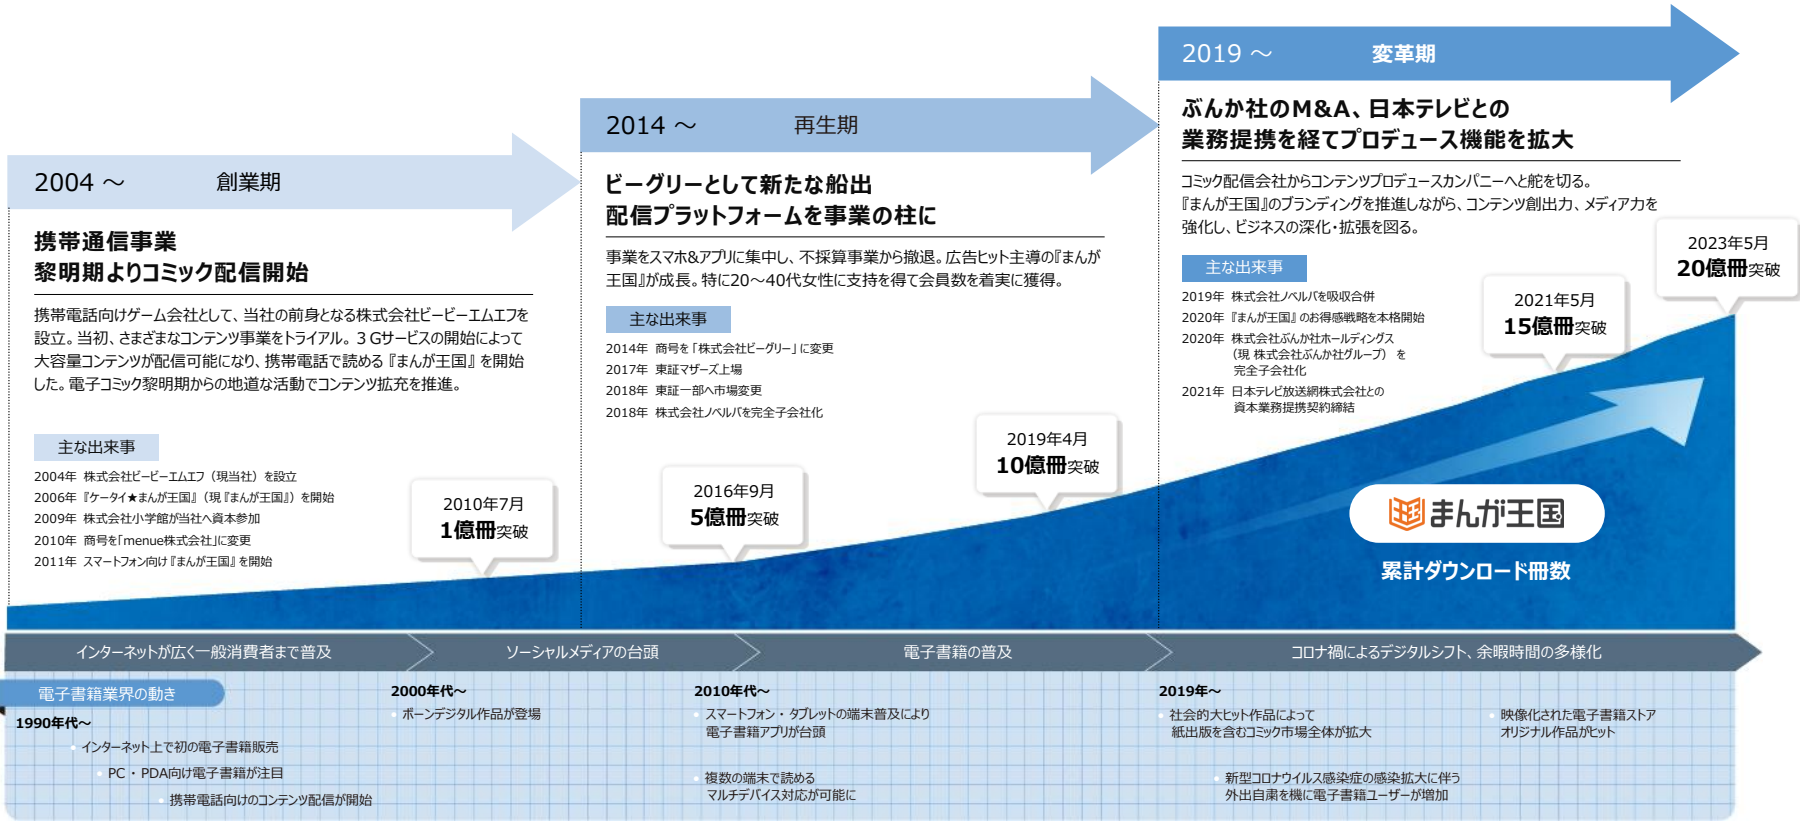 2004 ～ 創業期
携帯通信事業
黎明期よりコミック配信開始
携帯電話向けゲーム会社として、当社の前身となる株式会社ビービーエムエフを
設立。当初、さまざまなコンテンツ事業をトライアル。３Gサービスの開始によって
大容量コンテンツが配信可能になり、携帯電話で読める『まんが王国』を開始
した。電子コミック黎明期からの地道な活動でコンテンツ拡充を推進。
主な出来事
2004年 株式会社ビービーエムエフ（現当社）を設立
2006年『ケータイ★まんが王国』（現『まんが王国』）を開始
2009年 株式会社小学館が当社へ資本参加
2010年 商号を「menue株式会社」に変更
2011年 スマートフォン向け『まんが王国』を開始
2010年7月
1億冊突破
2014 ～ 再生期
ビーグリーとして新たな船出
配信プラットフォームを事業の柱に
事業をスマホ&アプリに集中し、不採算事業から撤退。広告ヒット主導の『まんが
王国』が成長。特に20～40代女性に支持を得て会員数を着実に獲得。
主な出来事
2014年 商号を「株式会社ビーグリー」に変更
2017年 東証マザーズ上場
2018年 東証一部へ市場変更
2018年 株式会社ノベルバを完全子会社化
2016年9月
5億冊突破
2019年4月
10億冊突破
2019 ～ 変革期
ぶんか社のM&A、日本テレビとの
業務提携を経てプロデュース機能を拡大
コミック配信会社からコンテンツプロデュースカンパニーへと舵を切る。
『まんが王国』のブランディングを推進しながら、コンテンツ創出力、メディア力を
強化し、ビジネスの深化・拡張を図る。
主な出来事
2019年 株式会社ノベルバを吸収合併
2020年『まんが王国』のお得感戦略を本格開始
2020年 株式会社ぶんか社ホールディングス
（現 株式会社ぶんか社グループ） を
完全子会社化
2021年 日本テレビ放送網株式会社との
資本業務提携契約締結
2021年5月
15億冊突破
2023年5月
20億冊突破
まんが王国
累計ダウンロード冊数
インターネットが広く一般消費者まで普及
ソーシャルメディアの台頭
電子書籍の普及
コロナ禍によるデジタルシフト、余暇時間の多様化
電子書籍業界の動き
1990年代～
インターネット上で初の電子書籍販売
PC・PDA向け電子書籍が注目
携帯電話向けのコンテンツ配信が開始
2000年代～
ボーンデジタル作品が登場
2010年代～
スマートフォン・タブレットの端末普及により
電子書籍アプリが台頭
複数の端末で読める
マルチデバイス対応が可能に
2019年～
社会的大ヒット作品によって
紙出版を含むコミック市場全体が拡大
新型コロナウイルス感染症の感染拡大に伴う
外出自粛を機に電子書籍ユーザーが増加
映像化された電子書籍ストア
オリジナル作品がヒット